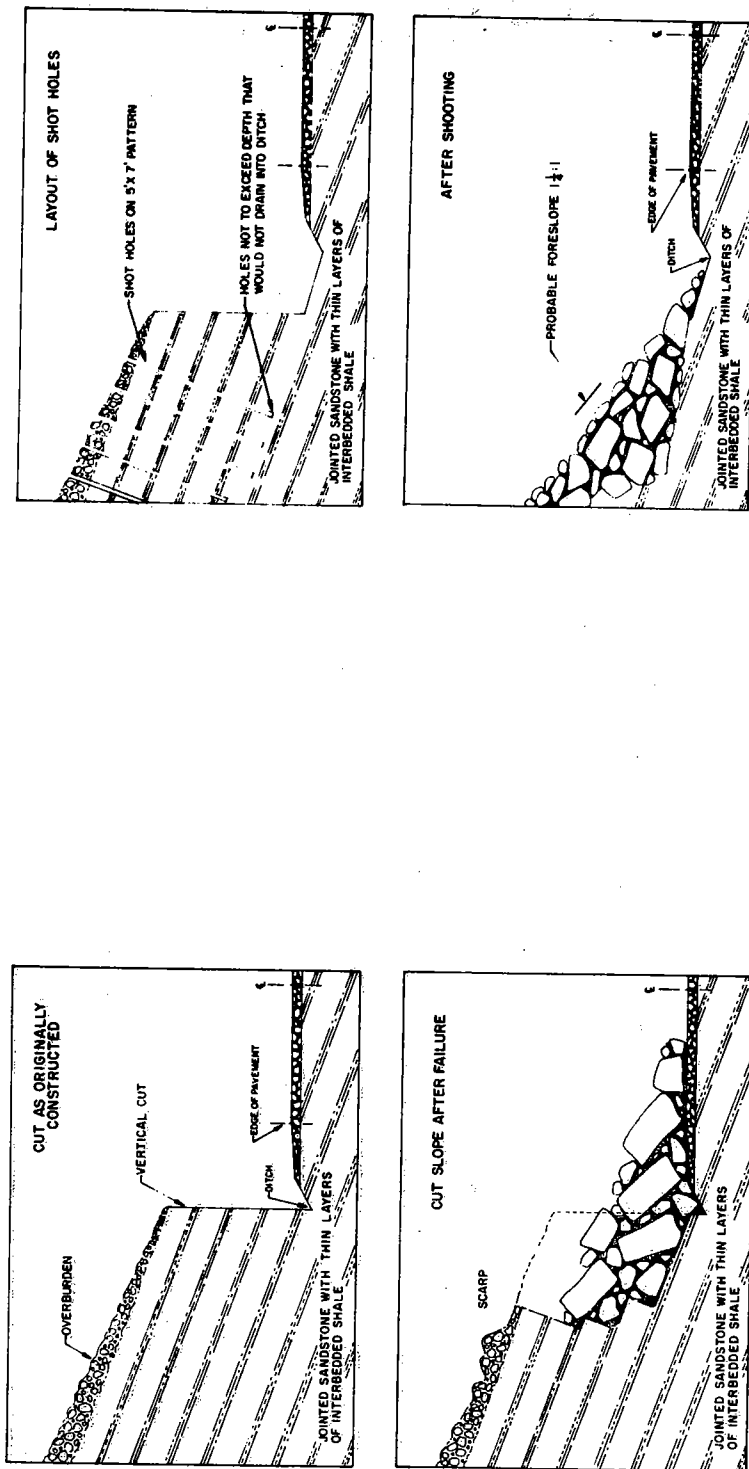 CUT AS ORIGINALLY
CONSTRUCTED
OVERBURDEN
VERTICAL CUT
EDGE OF PAVEMENT
DITCH
℄
JOINTED SANDSTONE WITH THIN LAYERS
OF INTERBEDDED SHALE
CUT SLOPE AFTER FAILURE
SCARP
℄
JOINTED SANDSTONE WITH THIN LAYERS
OF INTERBEDDED SHALE
LAYOUT OF SHOT HOLES
SHOT HOLES ON 5'X 7' PATTERN
HOLES NOT TO EXCEED DEPTH THAT
WOULD NOT DRAIN INTO DITCH
℄
JOINTED SANDSTONE WITH THIN LAYERS OF
INTERBEDDED SHALE
AFTER SHOOTING
PROBABLE FORESLOPE 1¼:1
EDGE OF PAVEMENT
DITCH
℄
JOINTED SANDSTONE WITH THIN LAYERS OF
INTERBEDDED SHALE